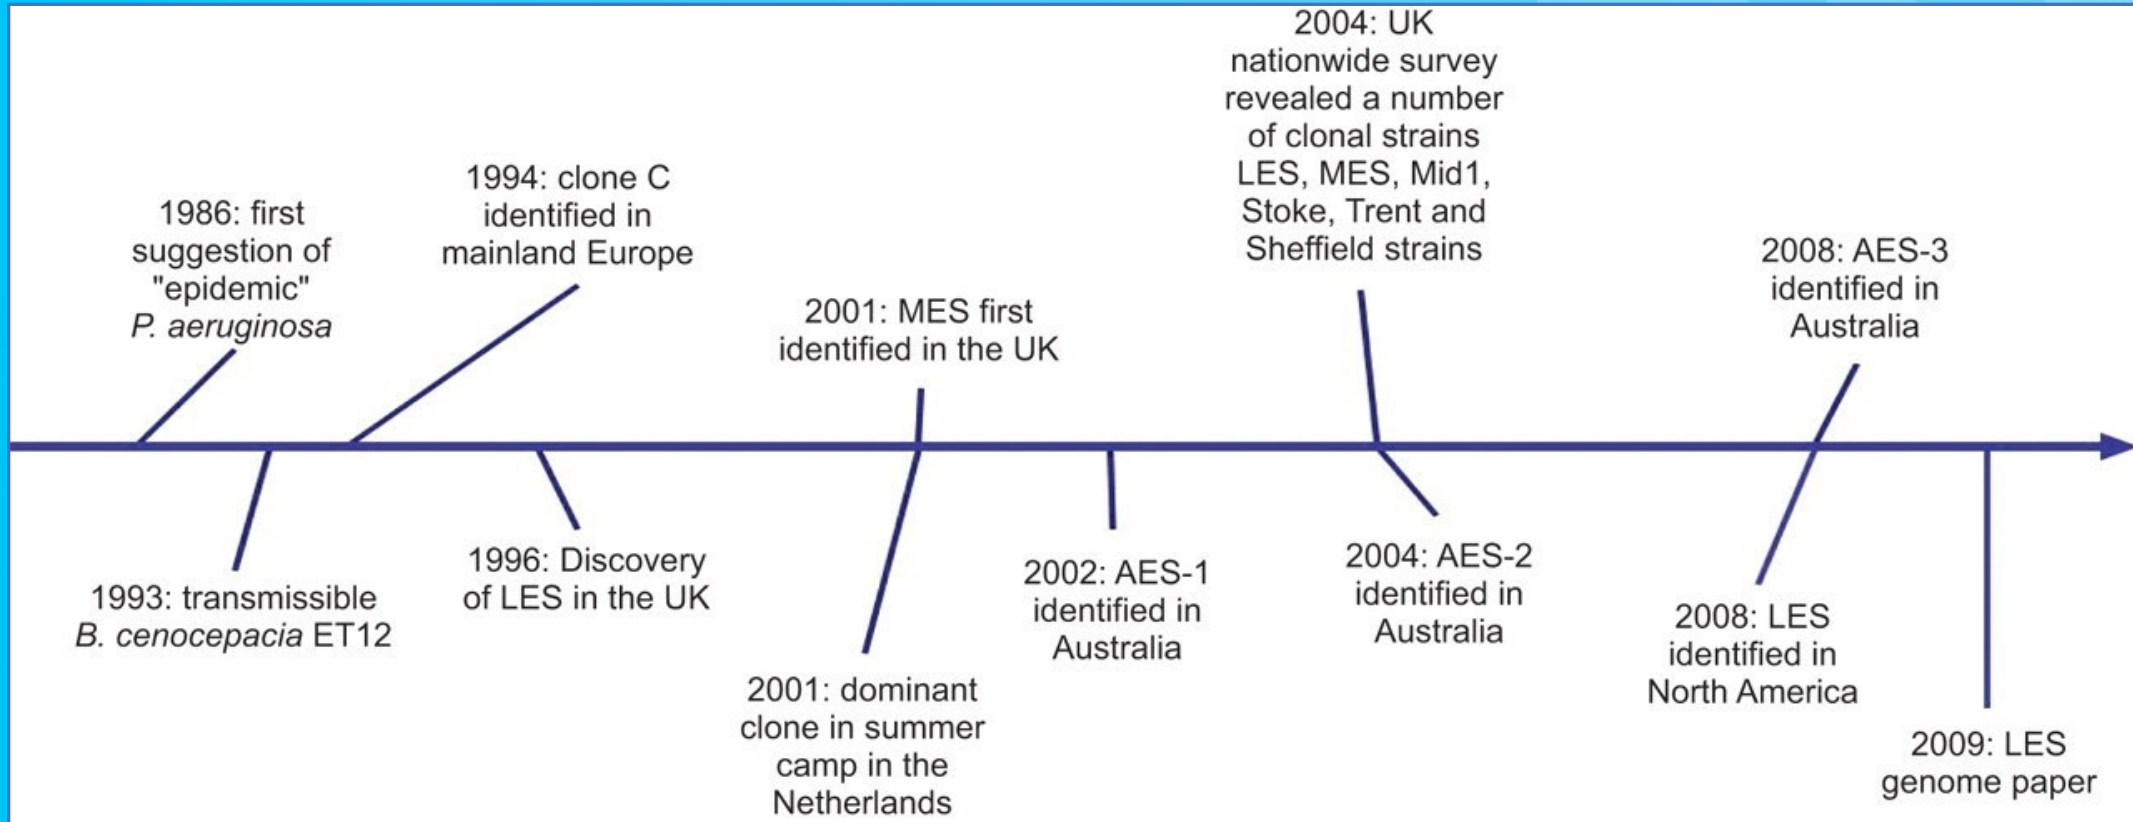 1986: first
suggestion of
"epidemic"
P. aeruginosa
1993: transmissible
B. cenocepacia ET12
1994: clone C
identified in
mainland Europe
1996: Discovery
of LES in the UK
2001: MES first
identified in the UK
2001: dominant
clone in summer
camp in the
Netherlands
2002: AES-1
identified in
Australia
2004: UK
nationwide survey
revealed a number
of clonal strains
LES, MES, Mid1,
Stoke, Trent and
Sheffield strains
2004: AES-2
identified in
Australia
2008: AES-3
identified in
Australia
2008: LES
identified in
North America
2009: LES
genome paper